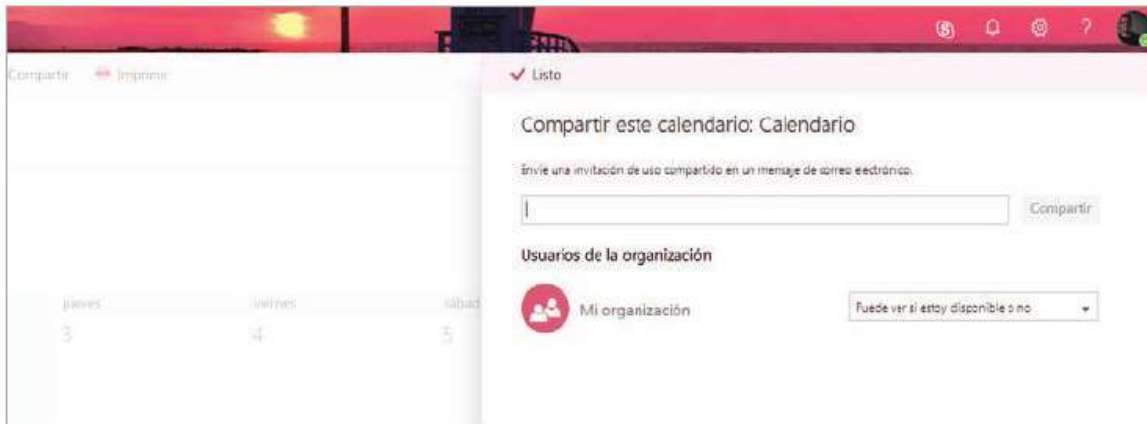 Compartir Imprimir
Listo
Compartir este calendario: Calendario
Envíe una invitación de uso compartido en un mensaje de correo electrónico.
Compartir
Usuarios de la organización
Mi organización
Puede ver si estoy disponible o no
jueves viernes sábad
3 4 5